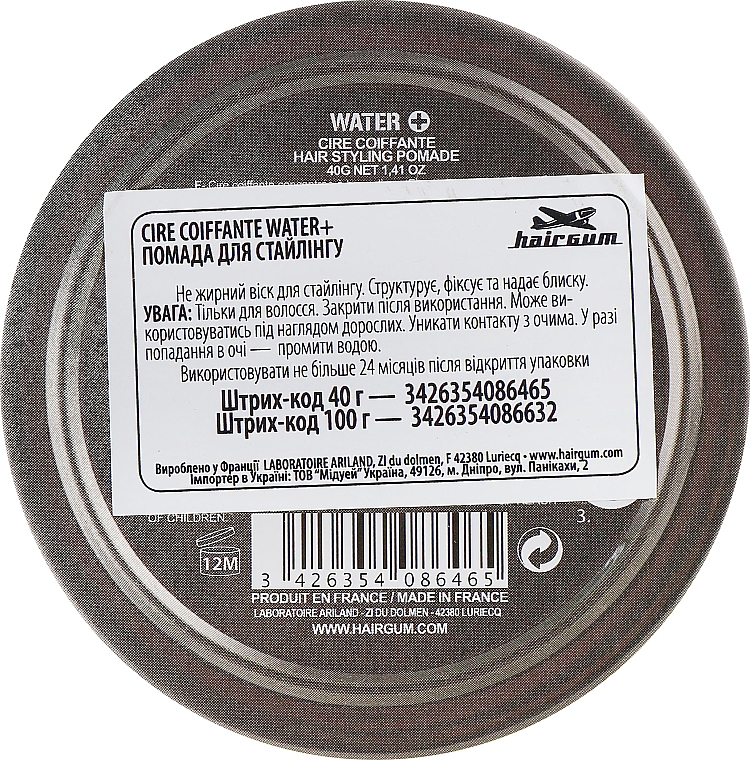 WATER +
CIRE COIFFANTE
HAIR STYLING POMADE
40G NET 1,41 OZ
CIRE COIFFANTE WATER+
ПОМАДА ДЛЯ СТАЙЛІНГУ
hairgum
Не жирний віск для стайлінгу. Структурує, фіксує та надає блиску.
УВАГА: Тільки для волосся. Закрити після використання. Може ви-
користовуватись під наглядом дорослих. Уникати контакту з очима. У разі
попадання в очі — промити водою.
Використовувати не більше 24 місяців після відкриття упаковки
Штрих-код 40 г — 3426354086465
Штрих-код 100 г — 3426354086632
Вироблено у Франції LABORATOIRE ARILAND, ZI du dolmen, F 42380 Luriecq • www.hairgum.com
Імпортер в Україні: ТОВ "Мідуей" Україна, 49126, м. Дніпро, вул. Панікахи, 2
OF CHILDREN
3.
12M
3 426354 086465
PRODUIT EN FRANCE / MADE IN FRANCE
LABORATOIRE ARILAND - ZI DU DOLMEN - 42380 LURIECQ
WWW.HAIRGUM.COM